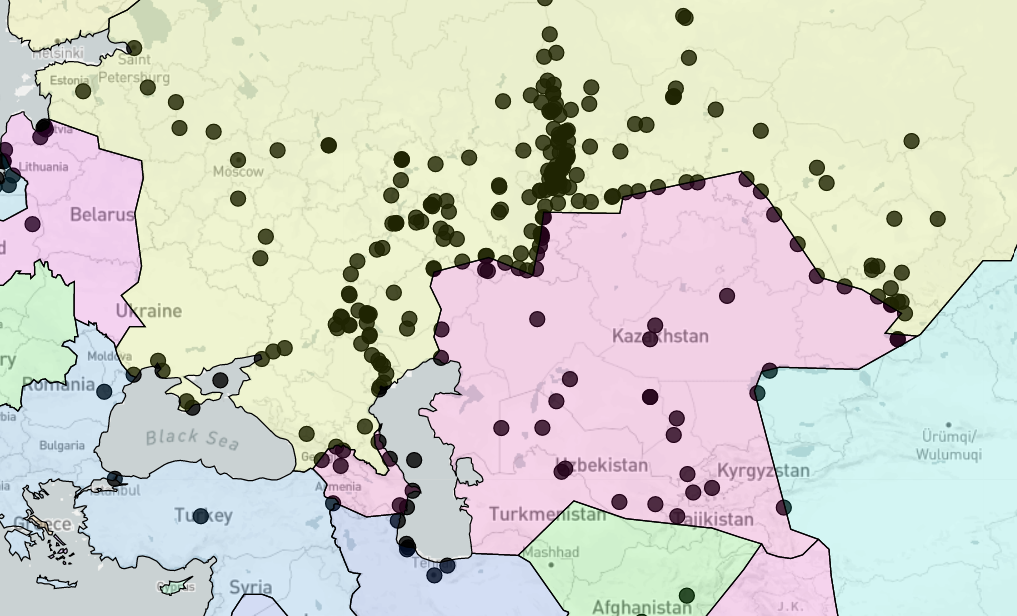 Helsinki
Saint
Petersburg
Estonia
Latvia
Lithuania
Moscow
Belarus
Ukraine
Moldova
Romania
Bulgaria
Black Sea
Istanbul
Greece
Turkey
Armenia
Cyprus
Syria
Kazakhstan
Uzbekistan
Kyrgyzstan
Turkmenistan
Tajikistan
Mashhad
Afghanistan
J.K.
Ürümqi/
Wulumuqi